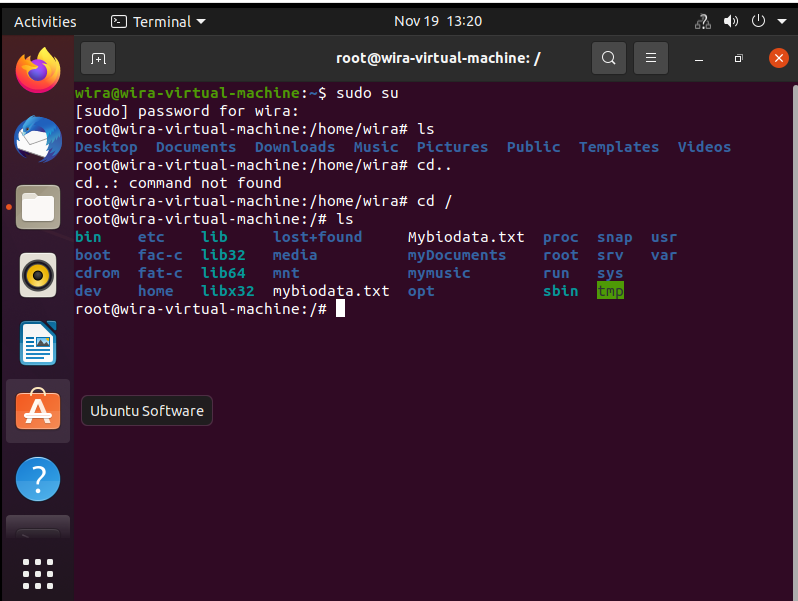 Activities Terminal Nov 19 13:20
root@wira-virtual-machine: /
wira@wira-virtual-machine:~$ sudo su
[sudo] password for wira:
root@wira-virtual-machine:/home/wira# ls
Desktop Documents Downloads Music Pictures Public Templates Videos
root@wira-virtual-machine:/home/wira# cd..
cd..: command not found
root@wira-virtual-machine:/home/wira# cd /
root@wira-virtual-machine:/# ls
bin etc lib lost+found Mybiodata.txt proc snap usr
boot fac-c lib32 media myDocuments root srv var
cdrom fat-c lib64 mnt mymusic run sys
dev home libx32 mybiodata.txt opt sbin tmp
root@wira-virtual-machine:/#
Ubuntu Software